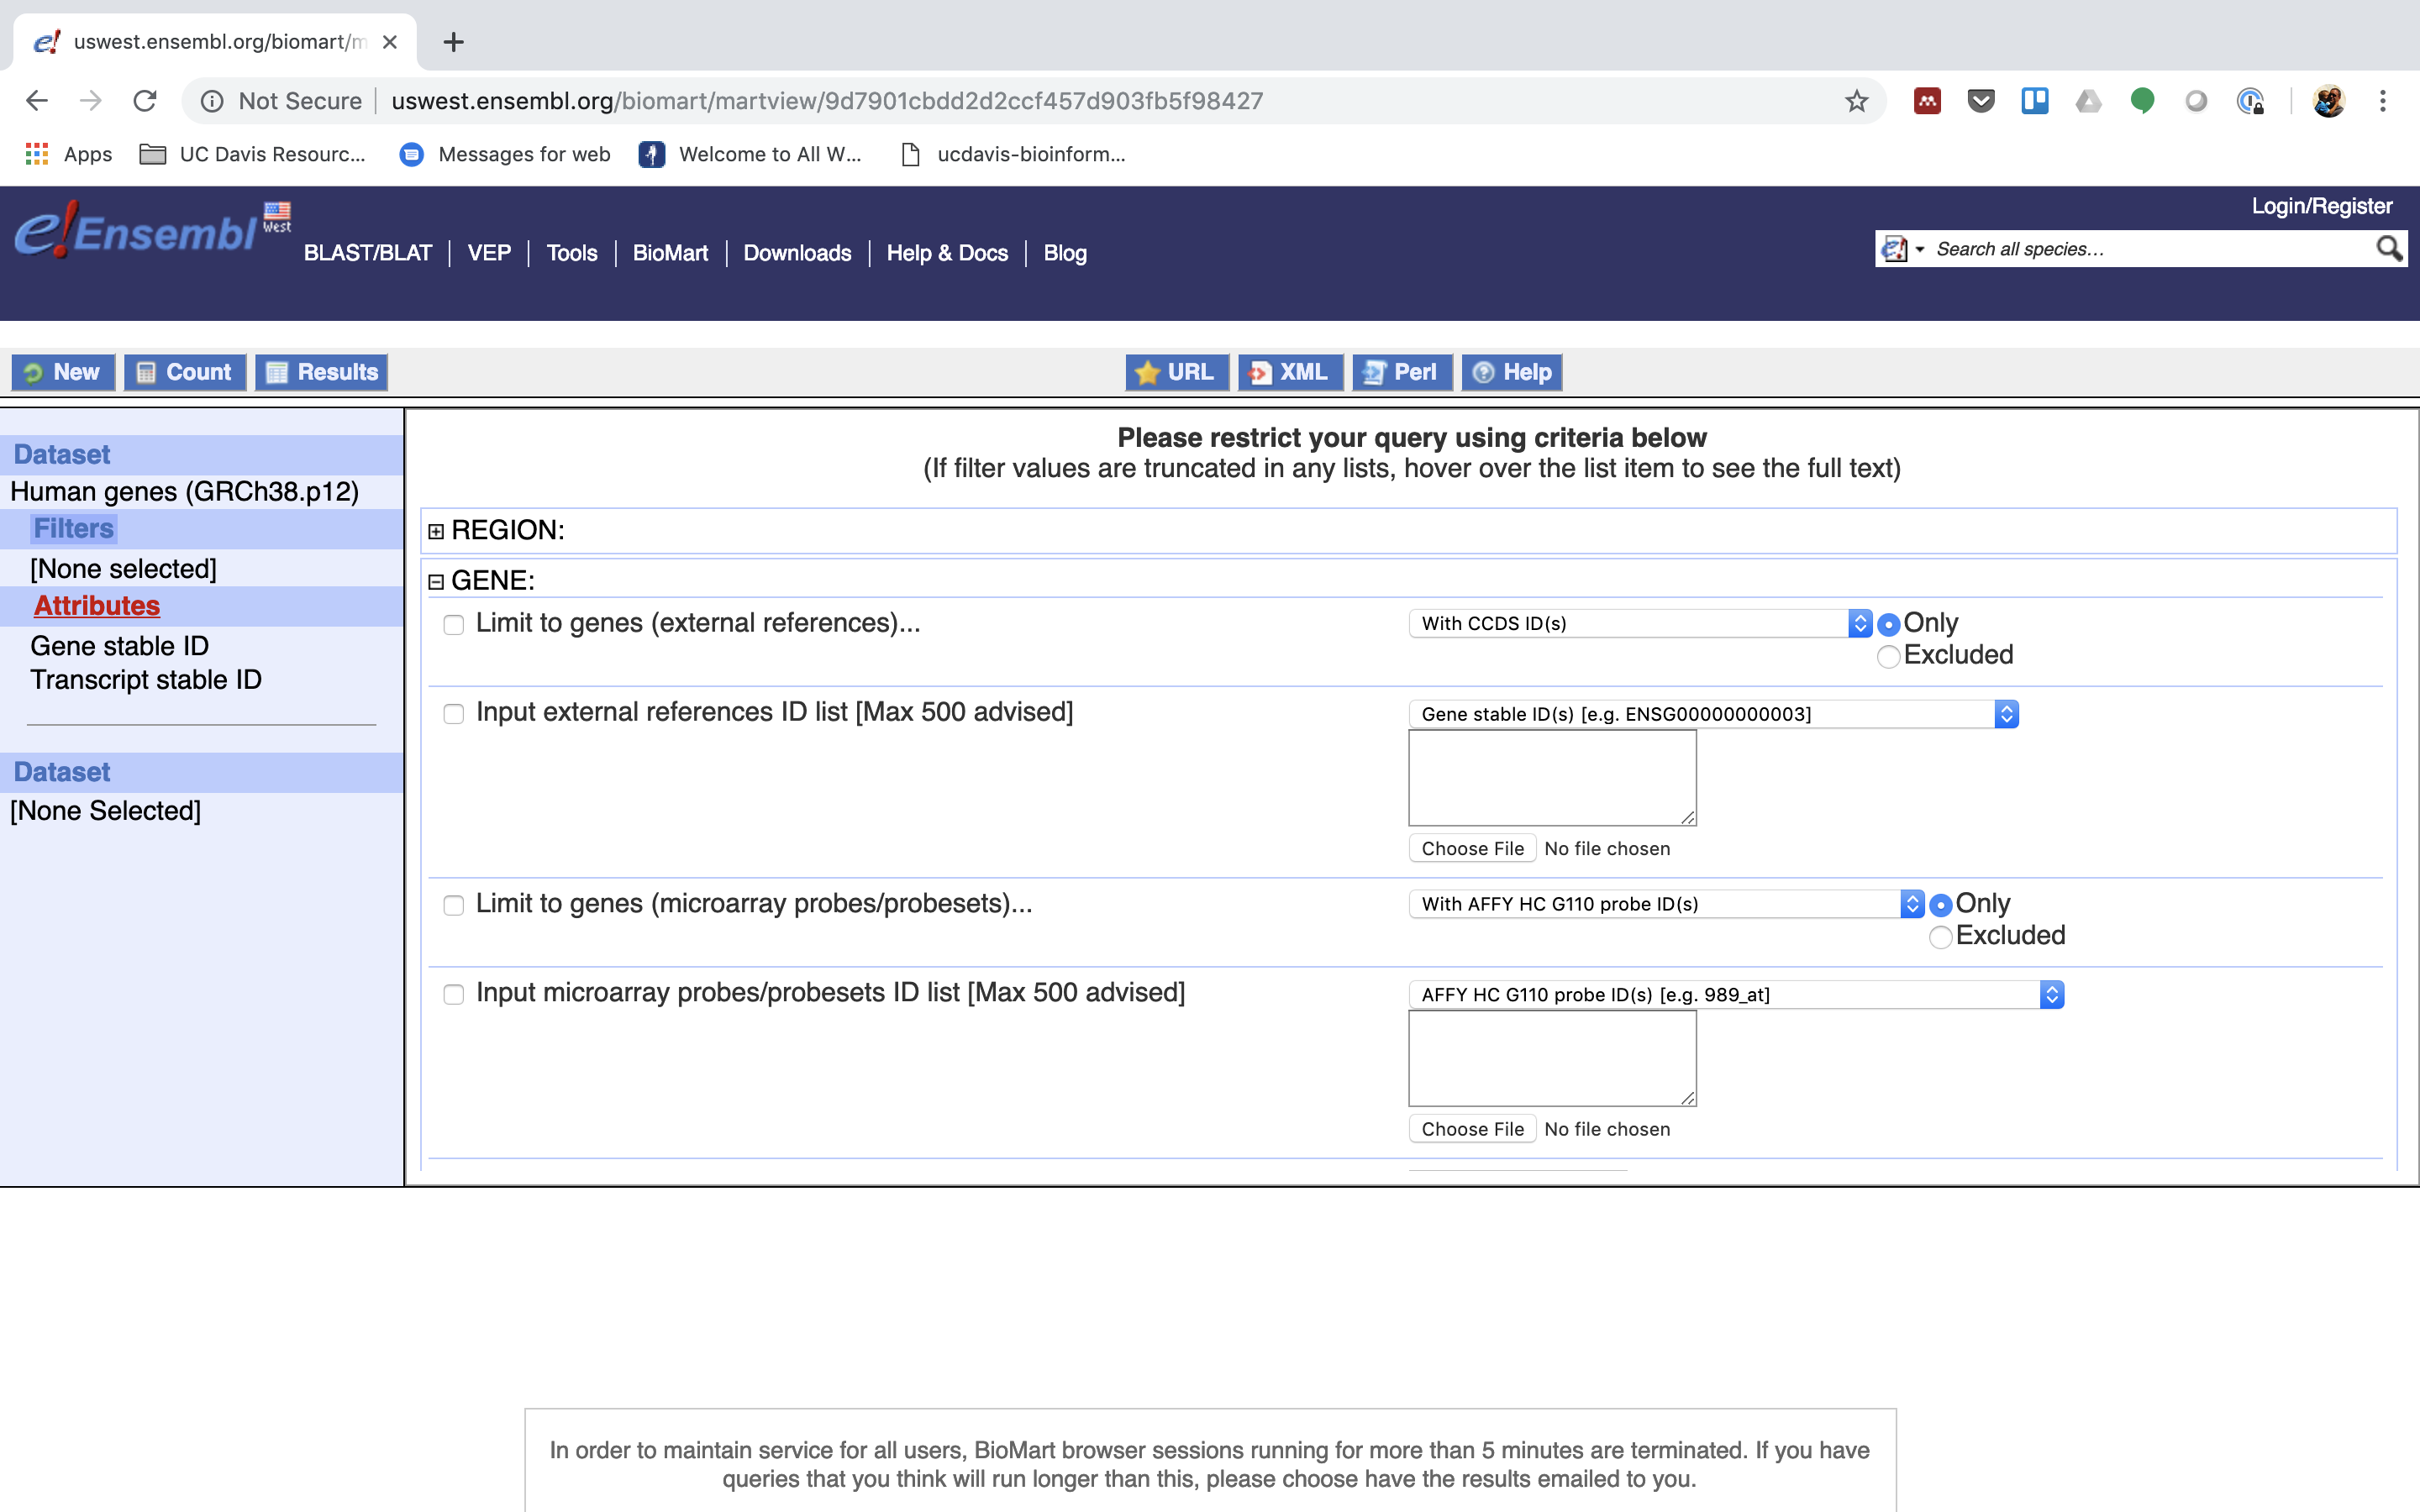 uswest.ensembl.org/biomart/m
Not Secure
uswest.ensembl.org/biomart/martview/9d7901cbdd2d2ccf457d903fb5f98427
Apps
UC Davis Resourc...
Messages for web
Welcome to All W...
ucdavis-bioinform...
e!Ensembl
West
Login/Register
BLAST/BLAT | VEP | Tools | BioMart | Downloads | Help & Docs | Blog
Search all species...
New
Count
Results
URL
XML
Perl
Help
Dataset
Human genes (GRCh38.p12)
Filters
[None selected]
Attributes
Gene stable ID
Transcript stable ID
Dataset
[None Selected]
Please restrict your query using criteria below
(If filter values are truncated in any lists, hover over the list item to see the full text)
REGION:
GENE:
Limit to genes (external references)...
With CCDS ID(s)
Only
Excluded
Input external references ID list [Max 500 advised]
Gene stable ID(s) [e.g. ENSG00000000003]
Choose File No file chosen
Limit to genes (microarray probes/probesets)...
With AFFY HC G110 probe ID(s)
Only
Excluded
Input microarray probes/probesets ID list [Max 500 advised]
AFFY HC G110 probe ID(s) [e.g. 989_at]
Choose File No file chosen
In order to maintain service for all users, BioMart browser sessions running for more than 5 minutes are terminated. If you have
queries that you think will run longer than this, please choose have the results emailed to you.